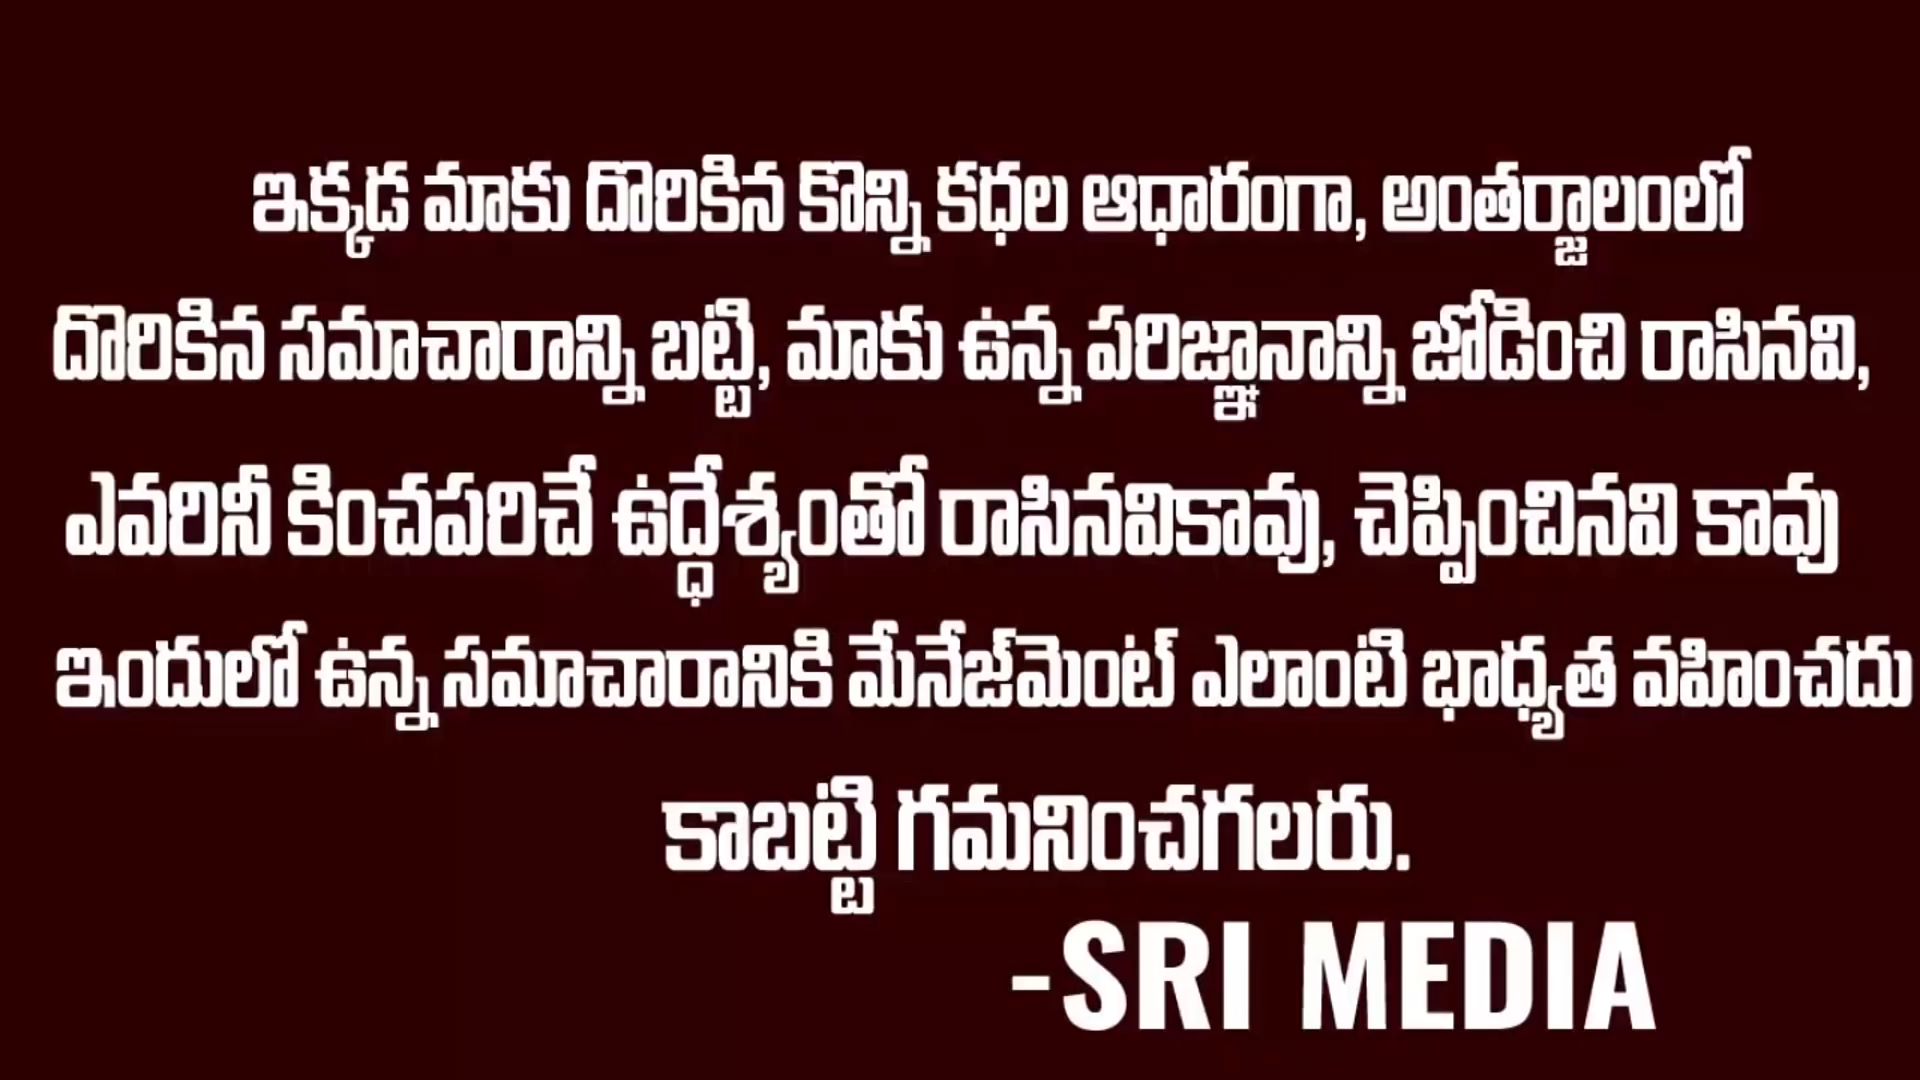 ఇక్కడ మాకు దొరికిన కొన్ని కధల ఆధారంగా, అంతర్జాలంలో
దొరికిన సమాచారాన్ని బట్టి, మాకు ఉన్న పరిజ్ఞానాన్ని జోడించి రాసినవి,
ఎవరినీ కించపరిచే ఉద్ధేశ్యంతో రాసినవికావు, చెప్పించినవి కావు
ఇందులో ఉన్న సమాచారానికి మేనేజ్‌మెంట్ ఎలాంటి భాధ్యత వహించదు
కాబట్టి గమనించగలరు.
-SRI MEDIA